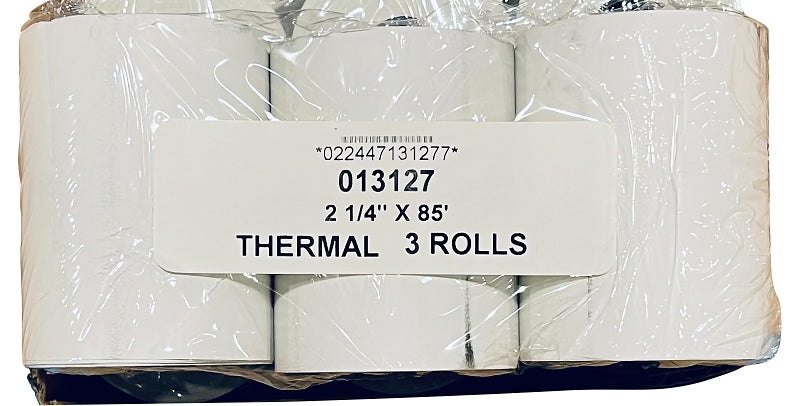 *022447131277*
013127
2 1/4" X 85'
THERMAL 3 ROLLS